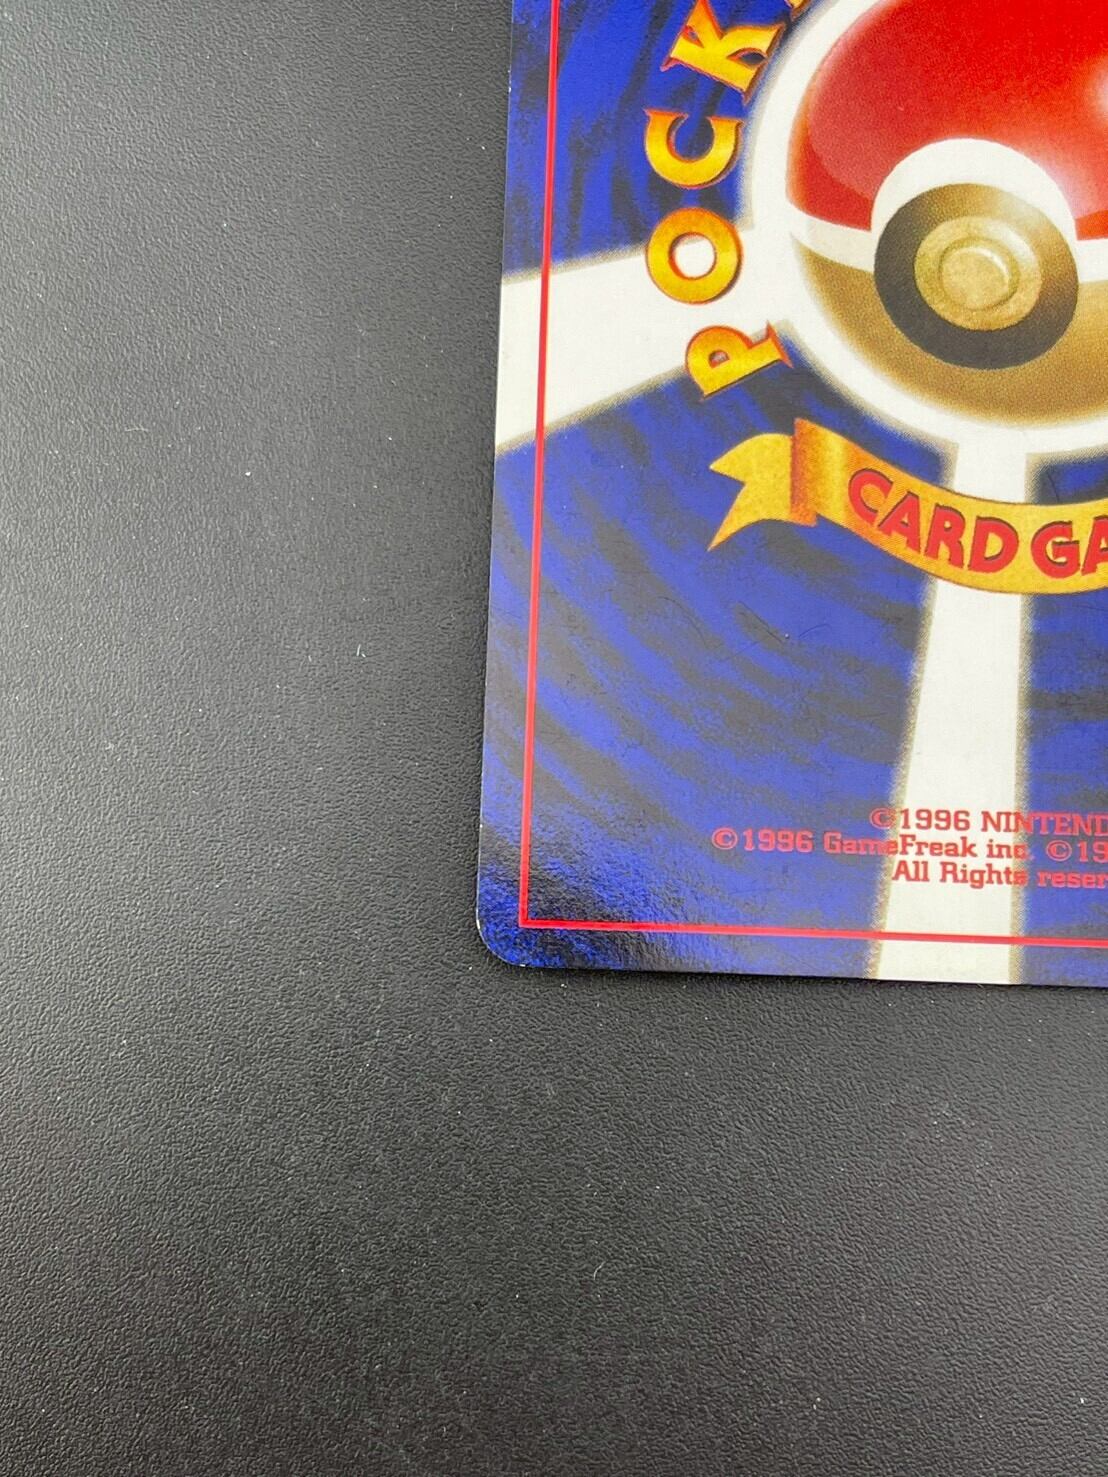 POCK
CARD GA
©1996 NINTEND
©1996 GameFreak inc. ©19
All Rights reser